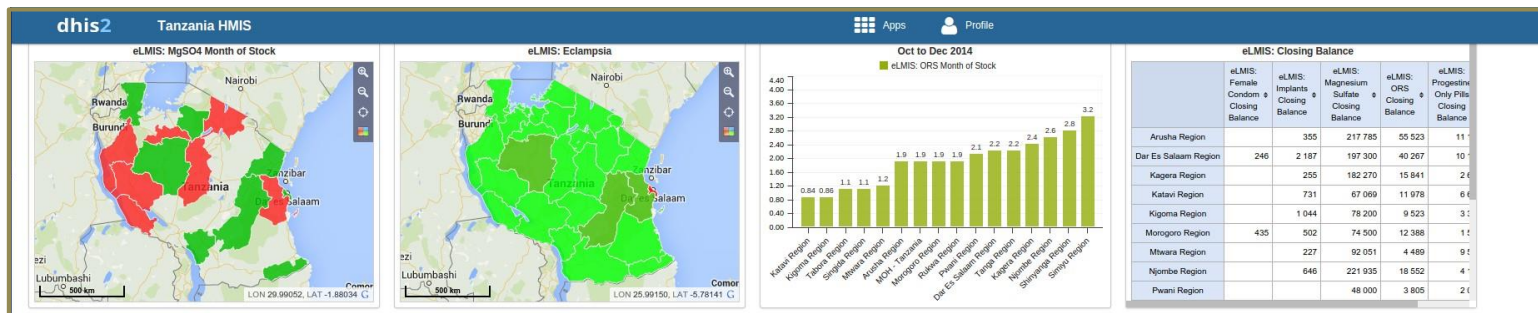 dhis2 Tanzania HMIS Apps Profile
eLMIS: MgSO4 Month of Stock
Nairobi
Rwanda
Tanzania
Zanzibar
Dar es Salaam
Lubumbashi
500 km
LON 29.99052, LAT -1.88034 G
eLMIS: Eclampsia
Nairobi
Rwanda
Tanzania
Zanzibar
Dar es Salaam
Lubumbashi
500 km
LON 25.99150, LAT -5.78141 G
Oct to Dec 2014
eLMIS: ORS Month of Stock
4.40
4.00
3.60
3.20
2.80
2.40
2.00
1.60
1.20
0.80
0.40
0.00
0.84 0.86 1.1 1.1 1.2 1.9 1.9 1.9 1.9 2.1 2.2 2.2 2.4 2.6 2.8 3.2
Katavi Region
Kigoma Region
Tabora Region
Singida Region
Mtwara Region
Arusha Region
MOH - Tanzania
Morogoro Region
Rukwa Region
Pwani Region
Dar Es Salaam Region
Tanga Region
Kagera Region
Njombe Region
Shinyanga Region
Simiyu Region
eLMIS: Closing Balance
eLMIS: Female Condom Closing Balance
eLMIS: Implants Closing Balance
eLMIS: Magnesium Sulfate Closing Balance
eLMIS: ORS Closing Balance
eLMIS: Progestine Only Pills Closing Balance
Arusha Region 355 217 785 55 523
Dar Es Salaam Region 246 2 187 197 300 40 267
Kagera Region 255 182 270 15 841
Katavi Region 731 67 069 11 978
Kigoma Region 1 044 78 200 9 523
Morogoro Region 435 502 74 500 12 388
Mtwara Region 227 92 051 4 489
Njombe Region 646 221 935 18 552
Pwani Region 48 000 3 805